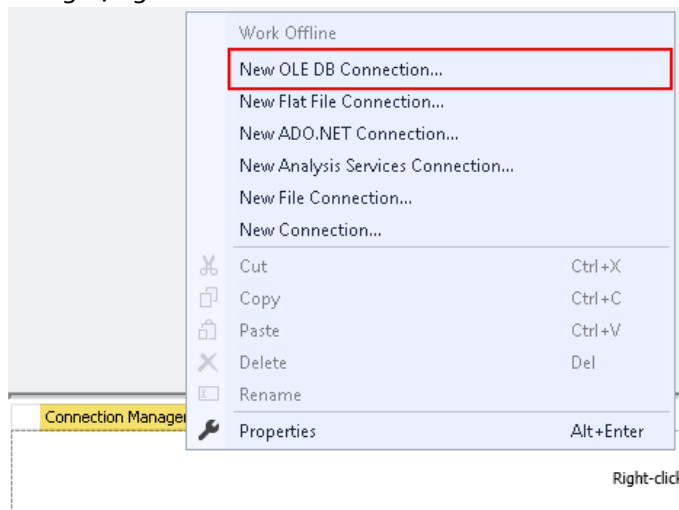 Work Offline
New OLE DB Connection...
New Flat File Connection...
New ADO.NET Connection...
New Analysis Services Connection...
New File Connection...
New Connection...
Cut Ctrl+X
Copy Ctrl+C
Paste Ctrl+V
Delete Del
Rename
Connection Manager
Properties Alt+Enter
Right-click